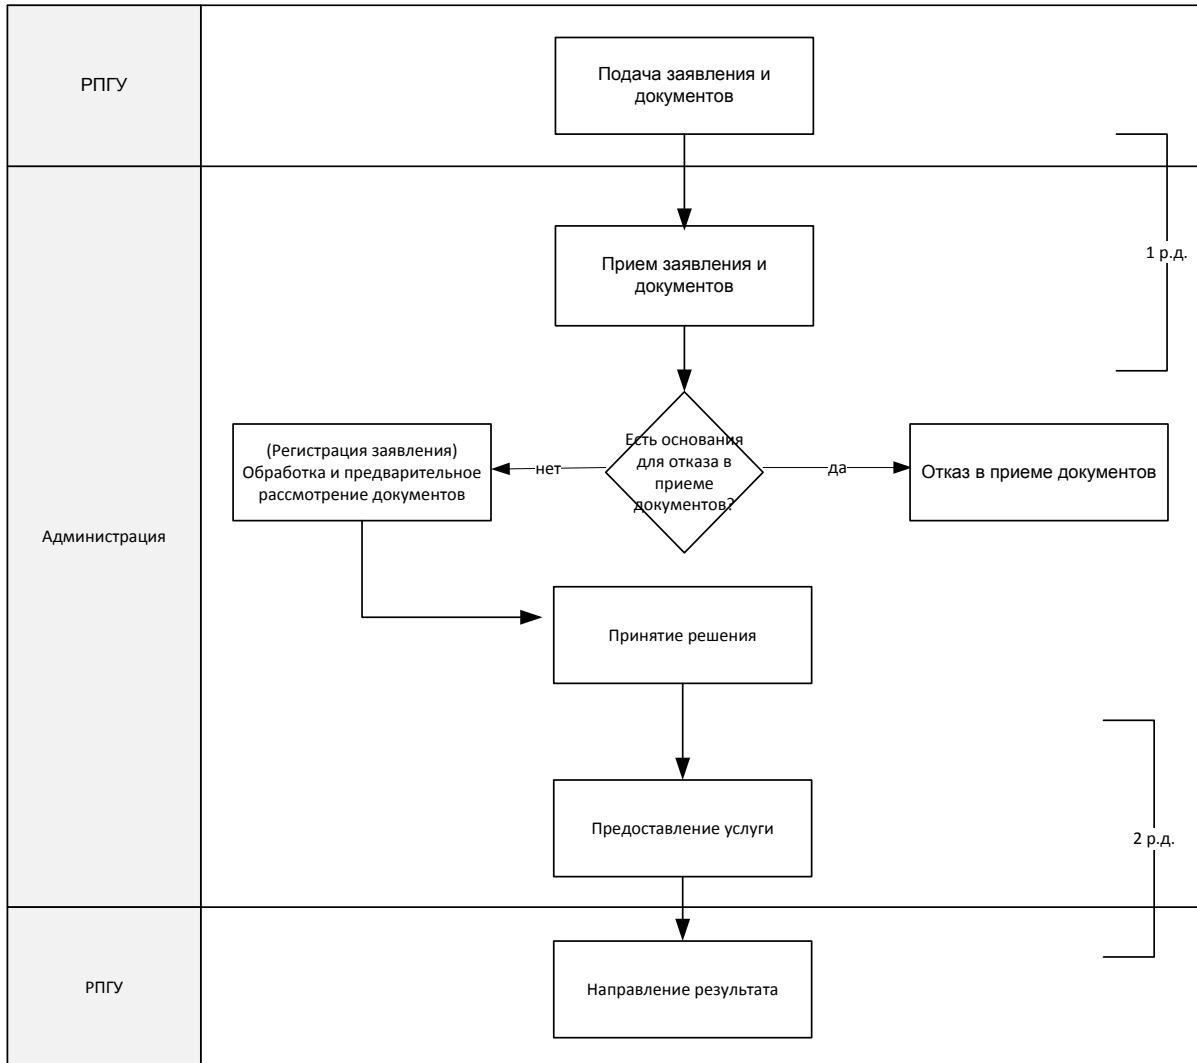 РПГУ
Подача заявления и
документов
Прием заявления и
документов
1 р.д.
Есть основания
для отказа в
приеме
документов?
(Регистрация заявления)
Обработка и предварительное
рассмотрение документов
нет
да
Отказ в приеме документов
Администрация
Принятие решения
Предоставление услуги
2 р.д.
РПГУ
Направление результата